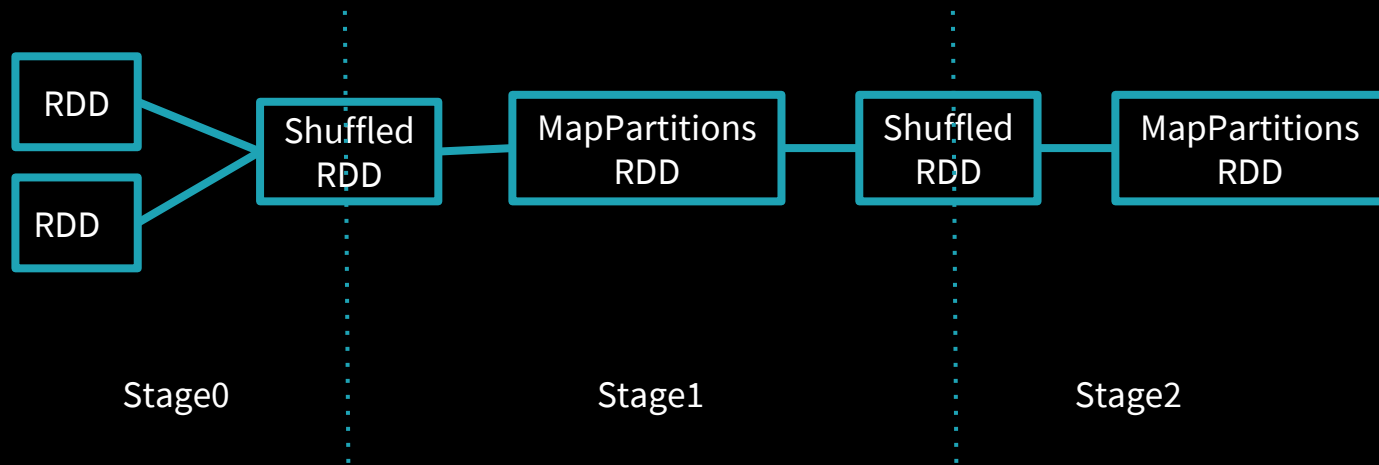 RDD
RDD
Shuffled
RDD
MapPartitions
RDD
Shuffled
RDD
MapPartitions
RDD
Stage0
Stage1
Stage2